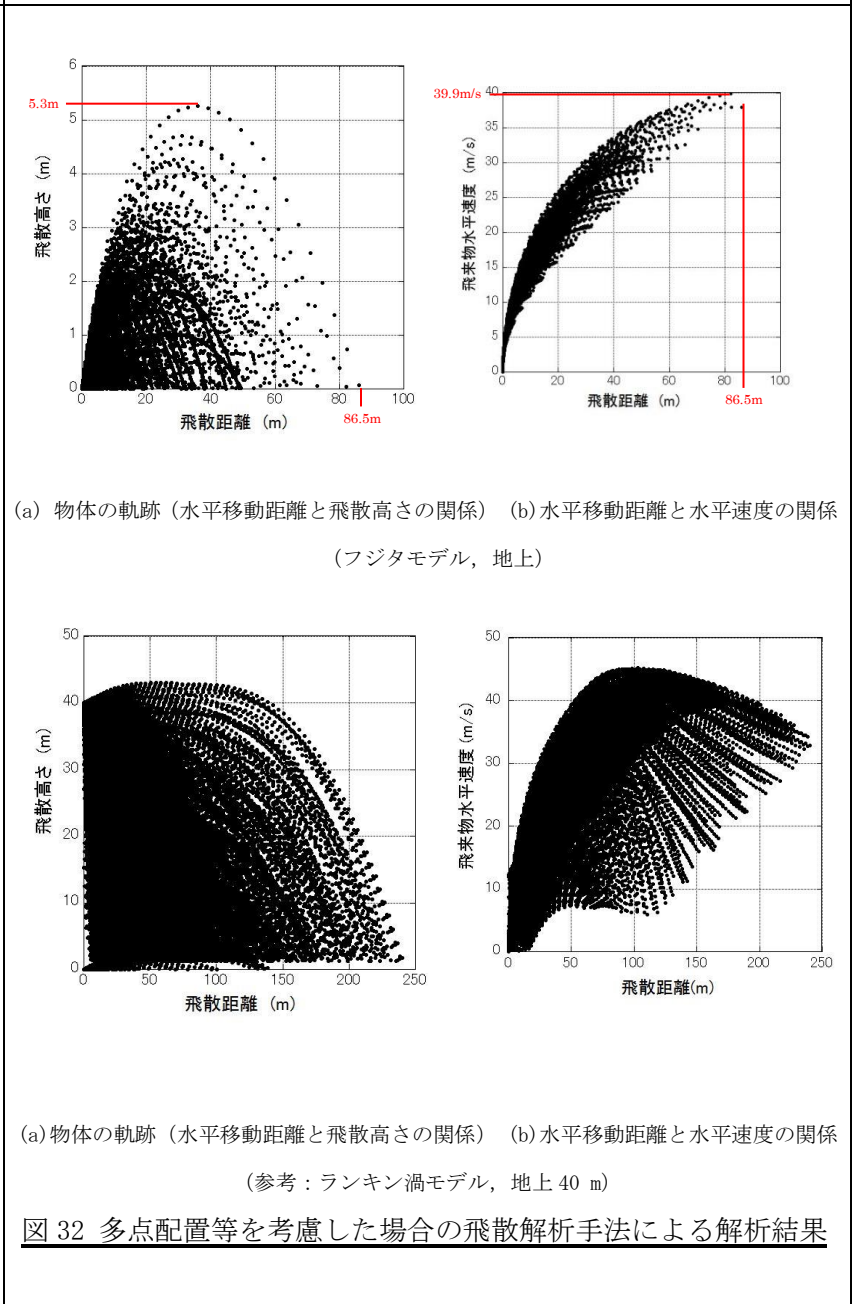 6
5.3m
5
4
3
2
1
0
飛散高さ (m)
0 20 40 60 80 100
飛散距離 (m)
86.5m
39.9m/s
40
35
30
25
20
15
10
5
0
飛来物水平速度 (m/s)
0 20 40 60 80 100
飛散距離 (m)
86.5m
(a) 物体の軌跡（水平移動距離と飛散高さの関係） (b)水平移動距離と水平速度の関係
(フジタモデル，地上)
50
40
30
20
10
0
飛散高さ (m)
0 50 100 150 200 250
飛散距離 (m)
50
40
30
20
10
0
飛来物水平速度 (m/s)
0 50 100 150 200 250
飛散距離(m)
(a)物体の軌跡（水平移動距離と飛散高さの関係） (b)水平移動距離と水平速度の関係
(参考：ランキン渦モデル，地上 40 m)
図 32 多点配置等を考慮した場合の飛散解析手法による解析結果